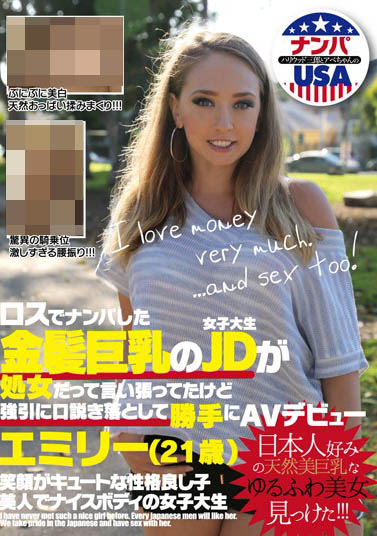 ナンパ
ハリウッド三郎とアベちゃんの
USA
ぷにぷに美白
天然おっぱい揉みまくり!!!
驚異の騎乗位
激しすぎる腰振り!!!
I love money
very much.
...and sex too!
ロスでナンパした
女子大生
金髪巨乳のJDが
処女だって言い張ってたけど
強引に口説き落として勝手にAVデビュー
エミリー(21歳)
笑顔がキュートな性格良し子
美人でナイスボディの女子大生
I have never met such a nice girl before. Every Japanese men will like her.
We take pride in the Japanese and have sex with her.
日本人好み
の天然美巨乳な
ゆるふわ美女
見っけた!!!